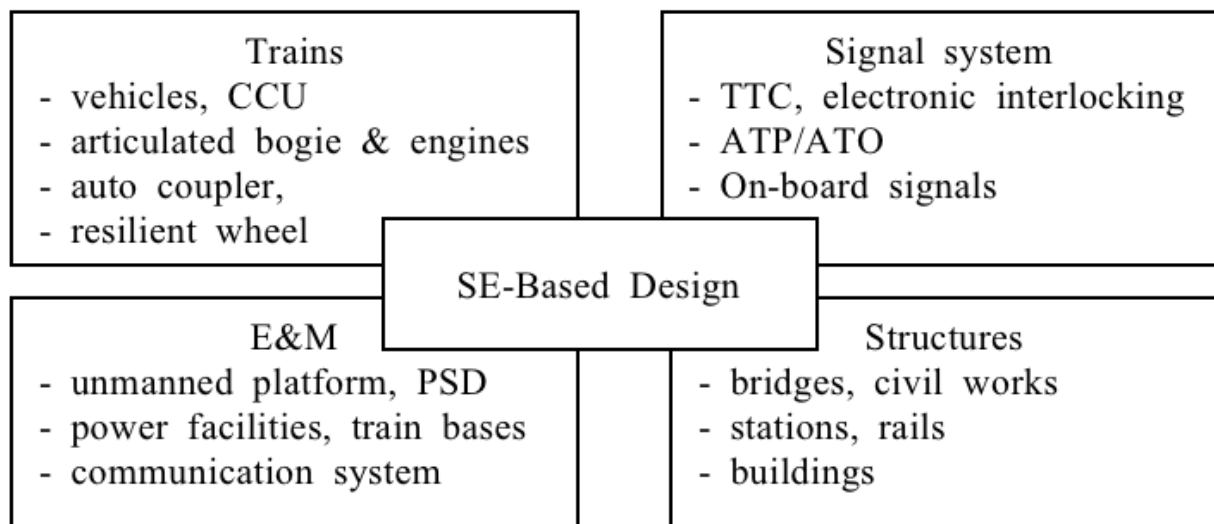 Trains
- vehicles, CCU
- articulated bogie & engines
- auto coupler,
- resilient wheel
Signal system
- TTC, electronic interlocking
- ATP/ATO
- On-board signals
SE-Based Design
E&M
- unmanned platform, PSD
- power facilities, train bases
- communication system
Structures
- bridges, civil works
- stations, rails
- buildings